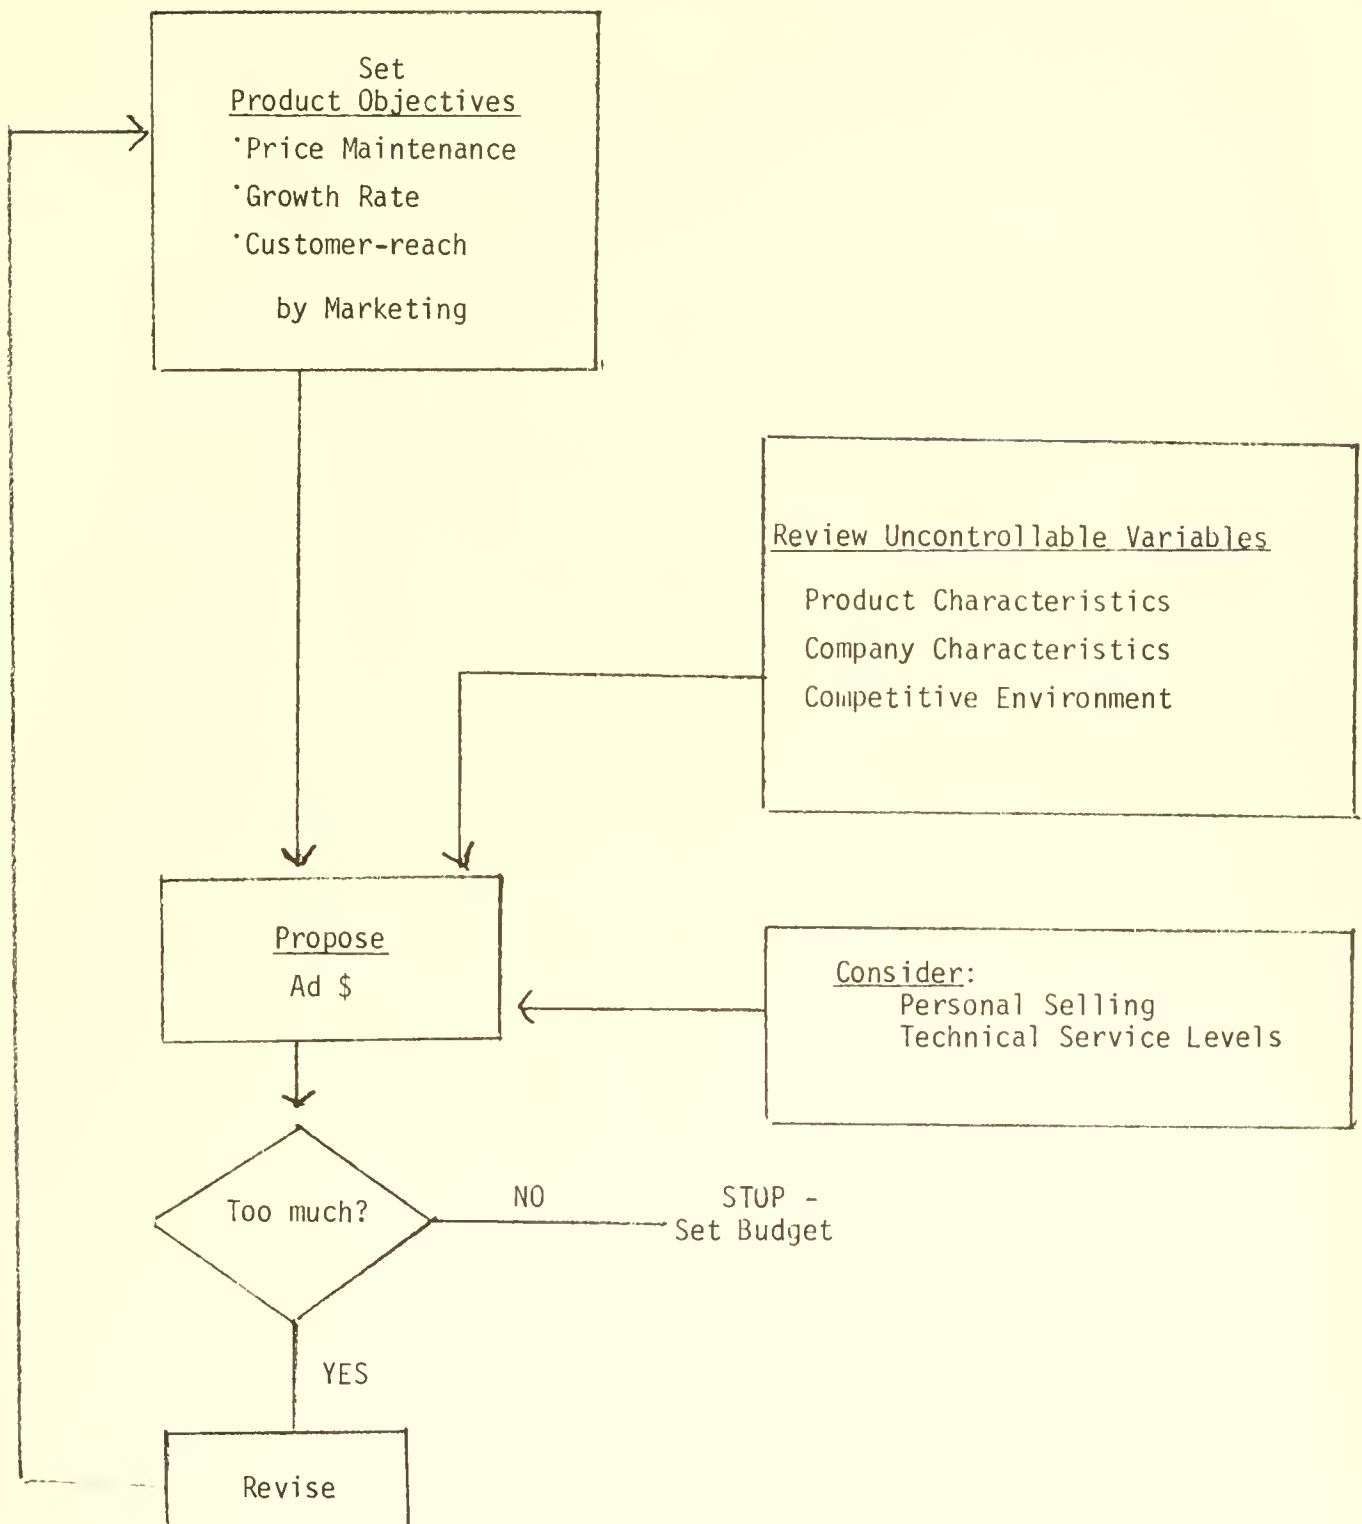 Set
Product Objectives
·Price Maintenance
·Growth Rate
·Customer-reach
by Marketing
Review Uncontrollable Variables
Product Characteristics
Company Characteristics
Competitive Environment
Propose
Ad $
Consider:
Personal Selling
Technical Service Levels
Too much?
NO
STOP -
Set Budget
YES
Revise